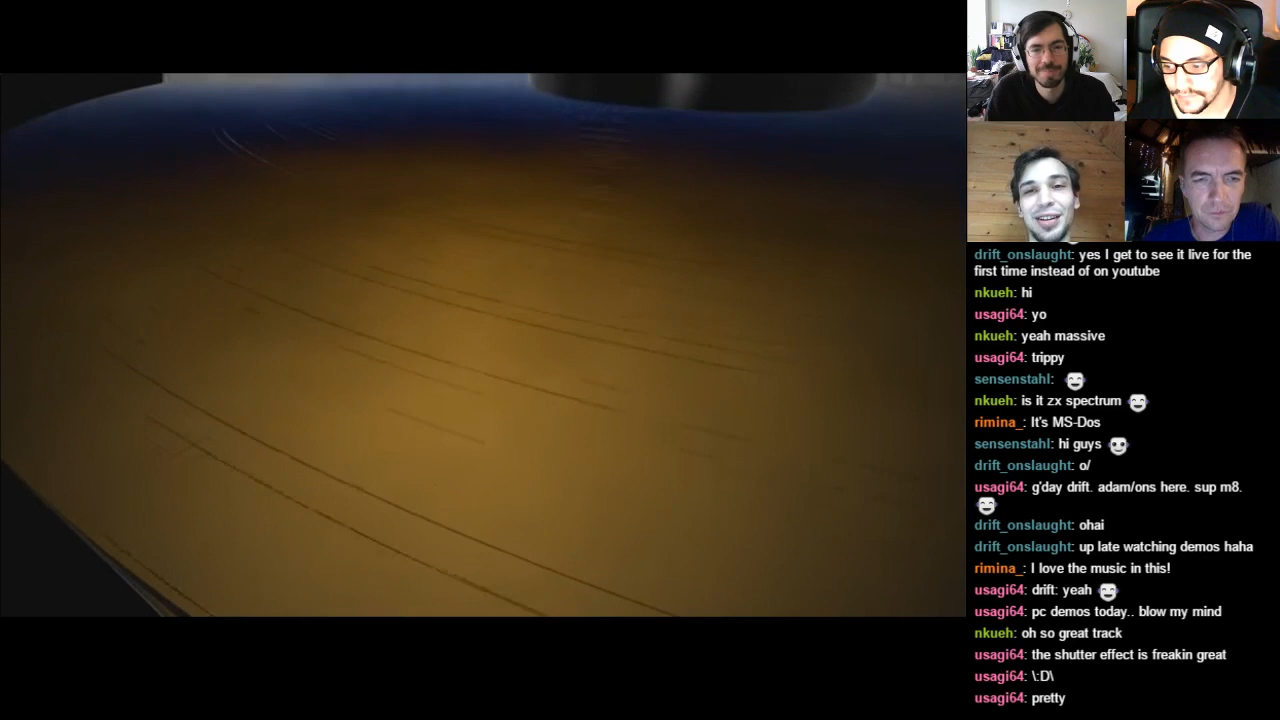 drift_onslaught: yes I get to see it live for the
first time instead of on youtube
nkueh: hi
usagi64: yo
nkueh: yeah massive
usagi64: trippy
sensenstahl:
nkueh: is it zx spectrum
rimina_: It's MS-Dos
sensenstahl: hi guys
drift_onslaught: o/
usagi64: g'day drift. adam/ons here. sup m8.
drift_onslaught: ohai
drift_onslaught: up late watching demos haha
rimina_: I love the music in this!
usagi64: drift: yeah
usagi64: pc demos today.. blow my mind
nkueh: oh so great track
usagi64: the shutter effect is freakin great
usagi64: \:D\
usagi64: pretty